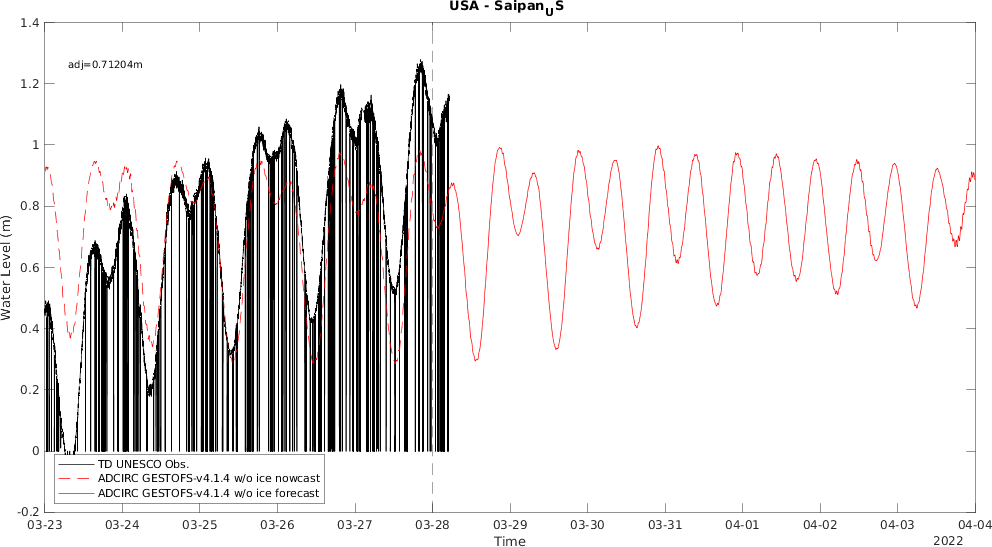 USA - Saipan_US
1.4
1.2
1
0.8
0.6
0.4
0.2
0
-0.2
Water Level (m)
adj=0.71204m
TD UNESCO Obs.
ADCIRC GESTOFS-v4.1.4 w/o ice nowcast
ADCIRC GESTOFS-v4.1.4 w/o ice forecast
03-23 03-24 03-25 03-26 03-27 03-28 03-29 03-30 03-31 04-01 04-02 04-03 04-04
Time
2022